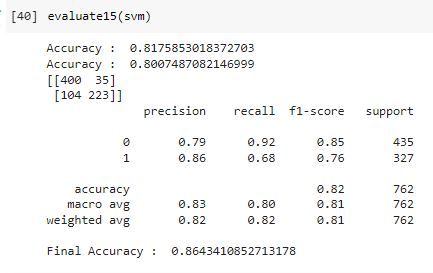 [40] evaluate15(svm)
Accuracy :  0.8175853018372703
Accuracy :  0.8007487082146999
[[400  35]
 [104 223]]
              precision    recall  f1-score   support
           0       0.79      0.92      0.85       435
           1       0.86      0.68      0.76       327
    accuracy                           0.82       762
   macro avg       0.83      0.80      0.81       762
weighted avg       0.82      0.82      0.81       762
Final Accuracy :  0.8643410852713178